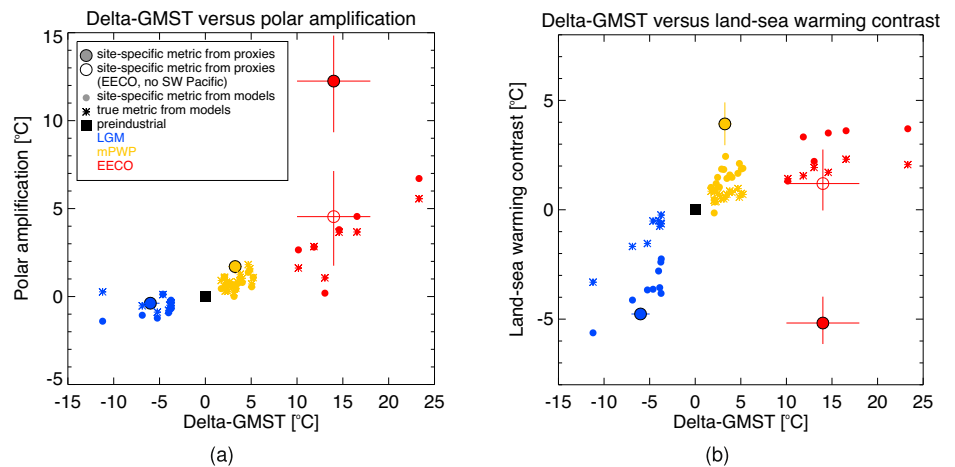 Delta-GMST versus polar amplification
Polar amplification [°C]
15
10
5
0
-5
site-specific metric from proxies
site-specific metric from proxies
(EECO, no SW Pacific)
site-specific metric from models
true metric from models
preindustrial
LGM
mPWP
EECO
-15 -10 -5 0 5 10 15 20 25
Delta-GMST [°C]
(a)
Delta-GMST versus land-sea warming contrast
Land-sea warming contrast [°C]
5
0
-5
-15 -10 -5 0 5 10 15 20 25
Delta-GMST [°C]
(b)